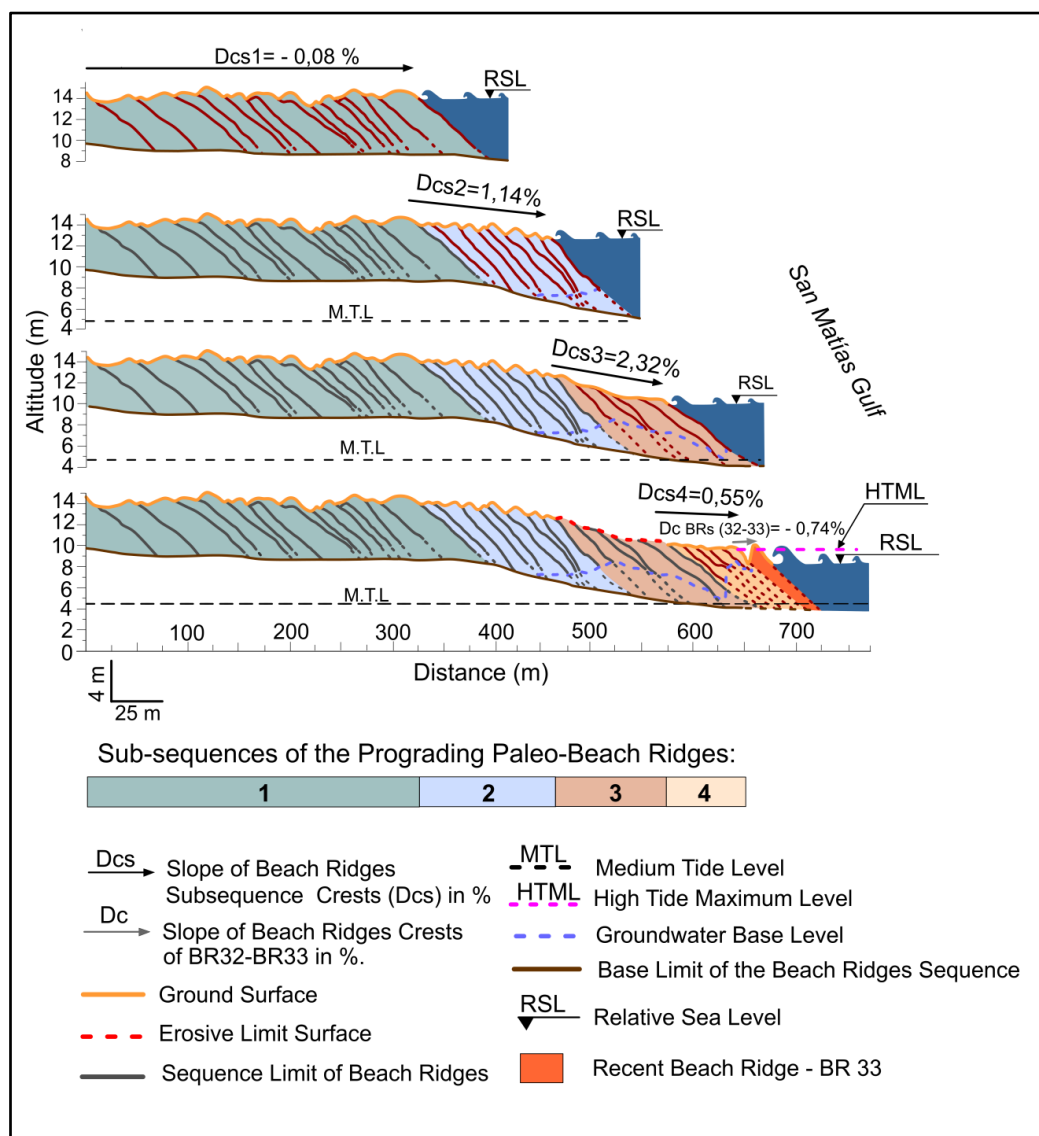 Dcs1= - 0,08 %
RSL
14
12
10
8
Dcs2=1,14%
RSL
14
12
10
8
6
4
M.T.L
San Matías Gulf
Altitude (m)
Dcs3=2,32%
RSL
14
12
10
8
6
4
M.T.L
Dcs4=0,55%
HTML
Dc BRs (32-33)= - 0,74%
RSL
14
12
10
8
6
4
2
0
M.T.L
100 200 300 400 500 600 700
Distance (m)
4 m
25 m
Sub-sequences of the Prograding Paleo-Beach Ridges:
1 2 3 4
Dcs Slope of Beach Ridges
Subsequence Crests (Dcs) in %
Dc Slope of Beach Ridges Crests
of BR32-BR33 in %.
Ground Surface
Erosive Limit Surface
Sequence Limit of Beach Ridges
MTL Medium Tide Level
HTML High Tide Maximum Level
Groundwater Base Level
Base Limit of the Beach Ridges Sequence
RSL Relative Sea Level
Recent Beach Ridge - BR 33